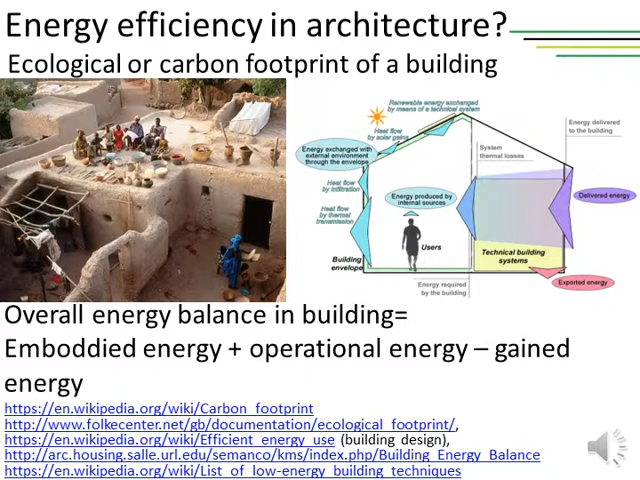 Energy efficiency in architecture?
Ecological or carbon footprint of a building
Renewable energy exchanged
by means of a technical system
Heat flow
by solar gains
Energy exchanged with
external environment
through the envelope
Heat flow
by infiltration
Heat flow
by thermal
transmission
Building
envelope
Energy produced by
internal sources
Users
Energy required
by the building
System
thermal losses
Technical building
systems
Energy delivered
to the building
Delivered energy
Exported energy
Overall energy balance in building=
Emboddied energy + operational energy – gained
energy
https://en.wikipedia.org/wiki/Carbon_footprint
http://www.folkecenter.net/gb/documentation/ecological_footprint/,
https://en.wikipedia.org/wiki/Efficient_energy_use (building design),
http://arc.housing.salle.url.edu/semanco/kms/index.php/Building_Energy_Balance
https://en.wikipedia.org/wiki/List_of_low-energy_building_techniques